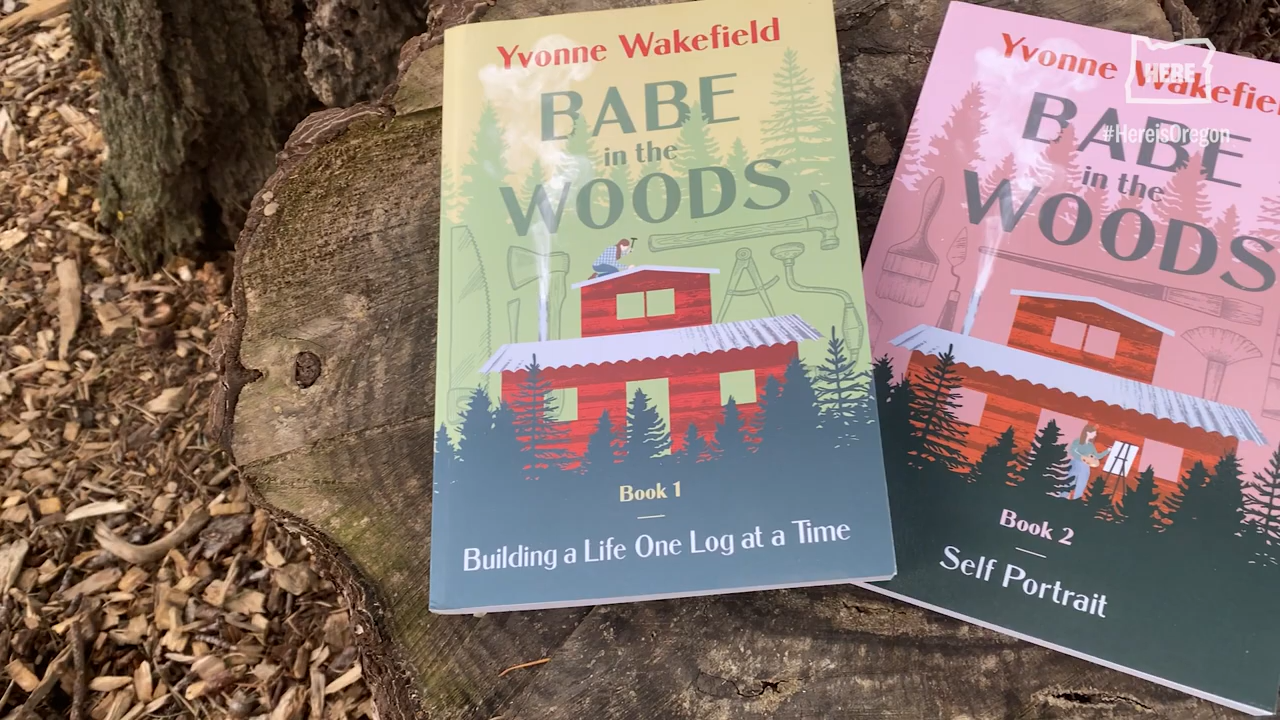 Yvonne Wakefield
BABE
in the
WOODS
Book 1
Building a Life One Log at a Time
Yvonne Wakefie
BABE
in the
WOODS
Book 2
Self Portrait
HERE
#HereisOregon